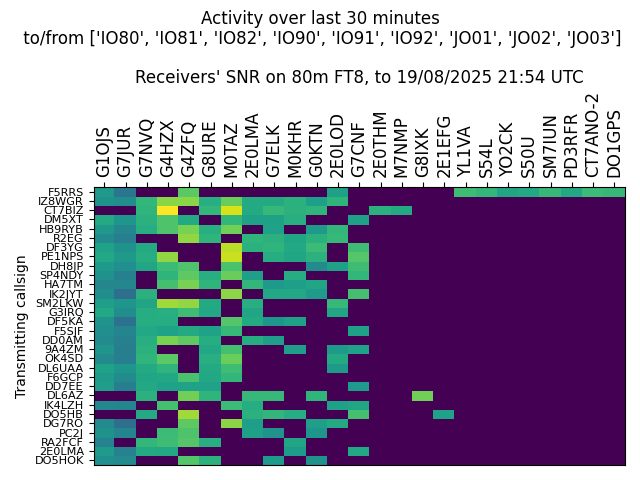 Activity over last 30 minutes
to/from ['IO80', 'IO81', 'IO82', 'IO90', 'IO91', 'IO92', 'JO01', 'JO02', 'JO03']
Receivers' SNR on 80m FT8, to 19/08/2025 21:54 UTC
G1OJS
G7JUR
G7NVQ
G4HZX
G4ZFQ
G8URE
M0TAZ
2E0LMA
G7ELK
M0KHR
G0KTN
2E0LOD
G7CNF
2E0THM
M7NMP
G8IXK
2E1EFG
YL1VA
S54L
YO2CK
S50U
SM7IUN
PD3RFR
CT7ANO-2
DO1GPS
Transmitting callsign
F5RRS
IZ8WGR
CT7BIZ
DM5XT
HB9RYB
R2EG
DF3YG
PE1NPS
DH8JP
SP4NDY
HA7TM
IK2JYT
SM2LKW
G3IRQ
DF5KA
F5SJF
DD0AM
9A4ZM
OK4SD
DL6UAA
F6GCP
DD7EE
DL6AZ
IK4LZH
DO5HB
DG7RO
PC2J
RA2FCF
2E0LMA
DO5HOK